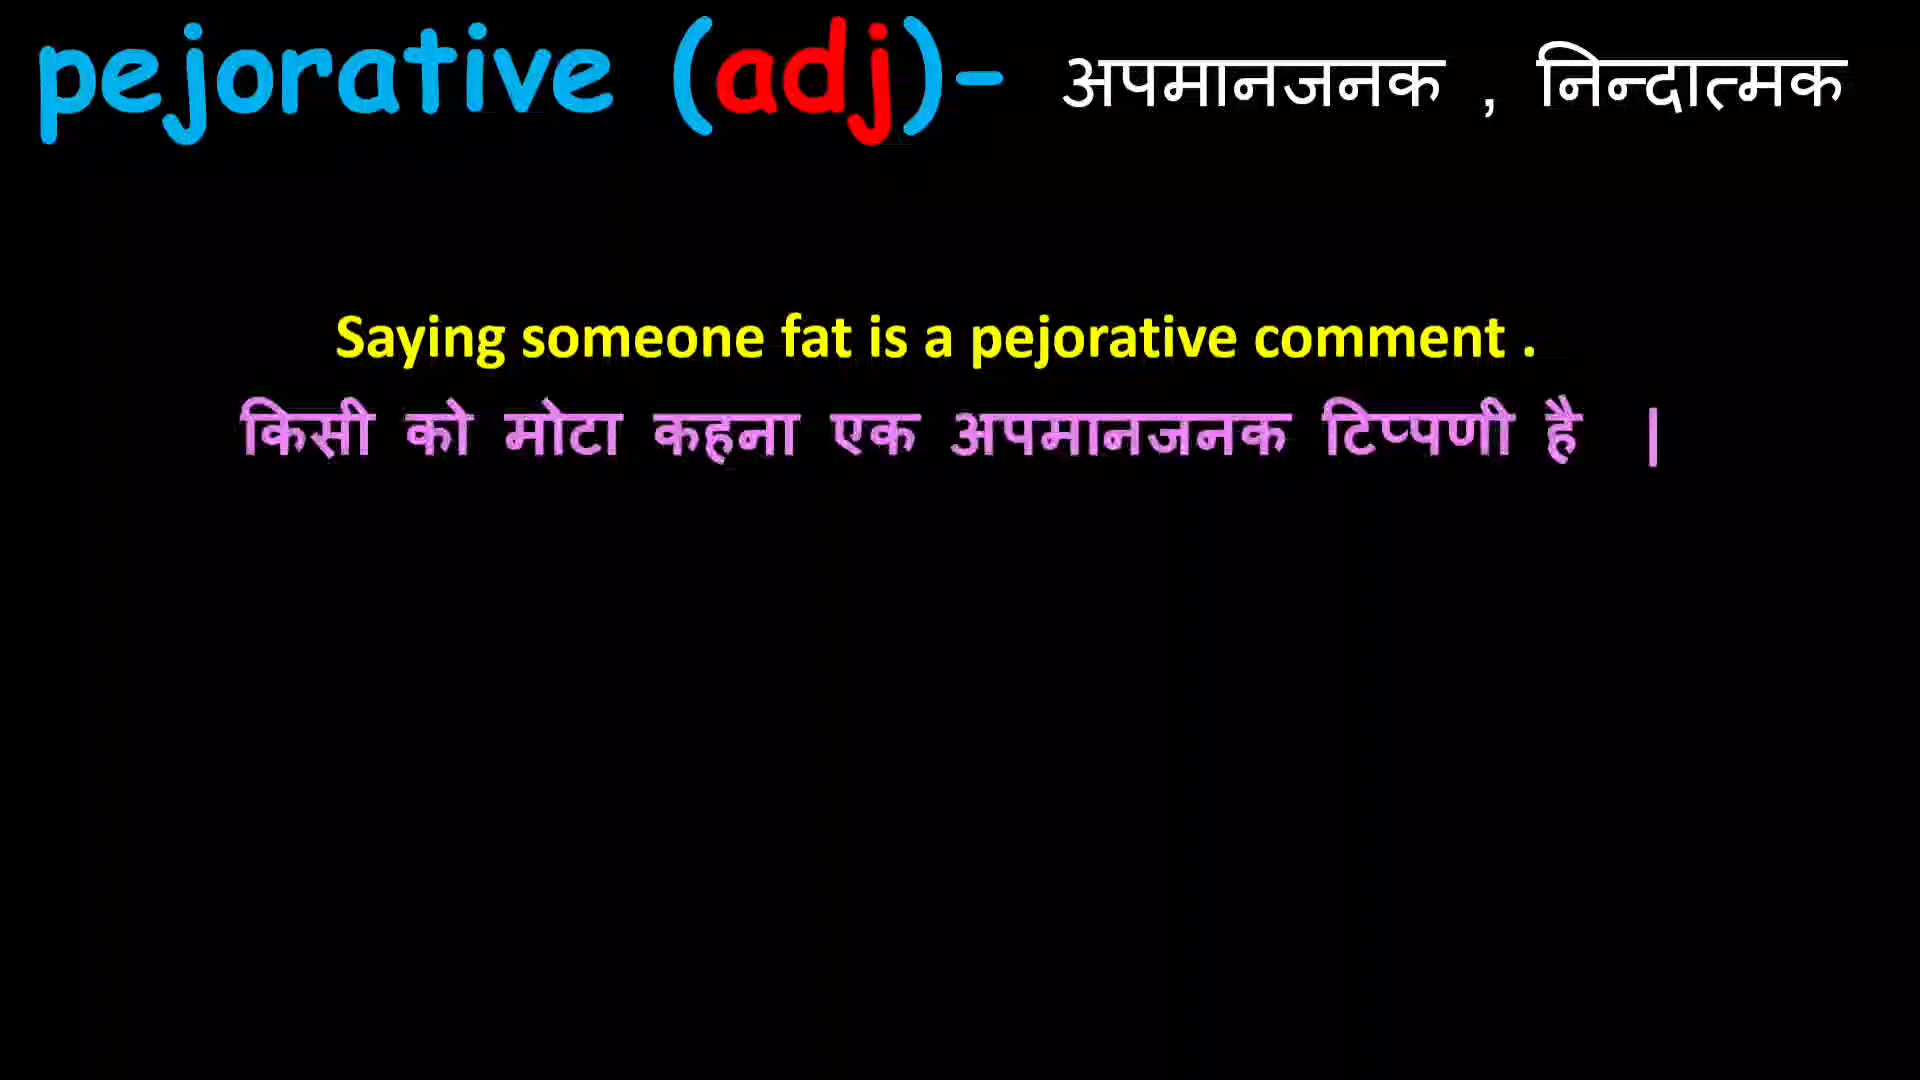 pejorative (adj)- अपमानजनक , निन्दात्मक
Saying someone fat is a pejorative comment .
किसी को मोटा कहना एक अपमानजनक टिप्पणी है |